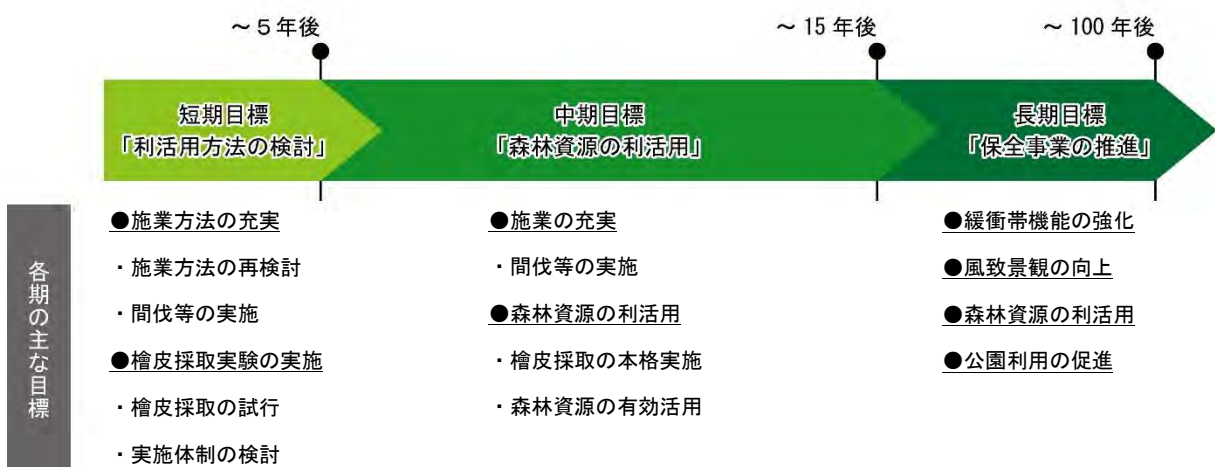 ～５年後
～ 15 年後
～ 100 年後
短期目標
「利活用方法の検討」
中期目標
「森林資源の利活用」
長期目標
「保全事業の推進」
各期の主な目標
●施業方法の充実
・施業方法の再検討
・間伐等の実施
●檜皮採取実験の実施
・檜皮採取の試行
・実施体制の検討
●施業の充実
・間伐等の実施
●森林資源の利活用
・檜皮採取の本格実施
・森林資源の有効活用
●緩衝帯機能の強化
●風致景観の向上
●森林資源の利活用
●公園利用の促進